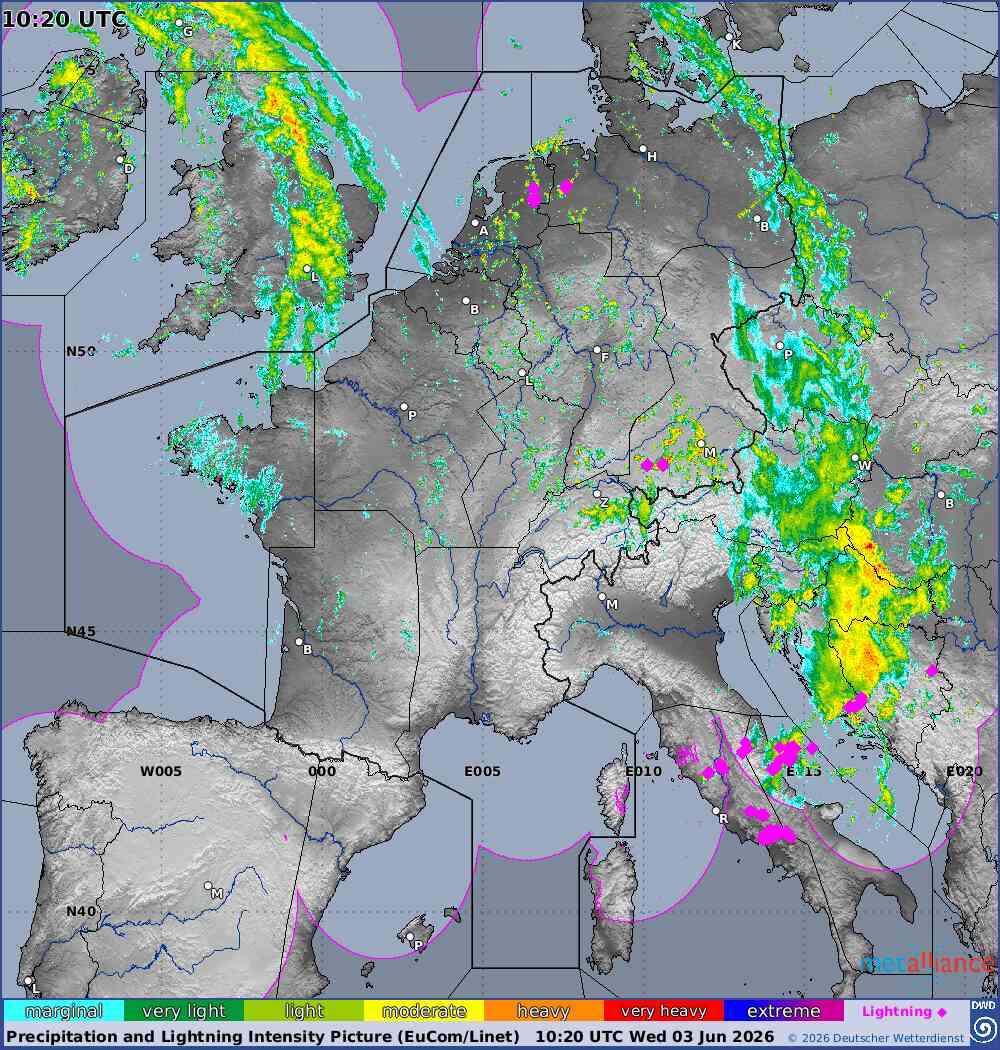 10:20 UTC
G
K
5
D
H
A
B
L
B
N50
P
F
L
P
M
W
Z
B
M
N45
B
W005
000
E005
E010
E015
E020
R
M
N40
P
metalliance
L
marginal very light light moderate heavy very heavy extreme Lightning
DWD
Precipitation and Lightning Intensity Picture (EuCom/Linet) 10:20 UTC Wed 03 Jun 2026 © 2026 Deutscher Wetterdienst